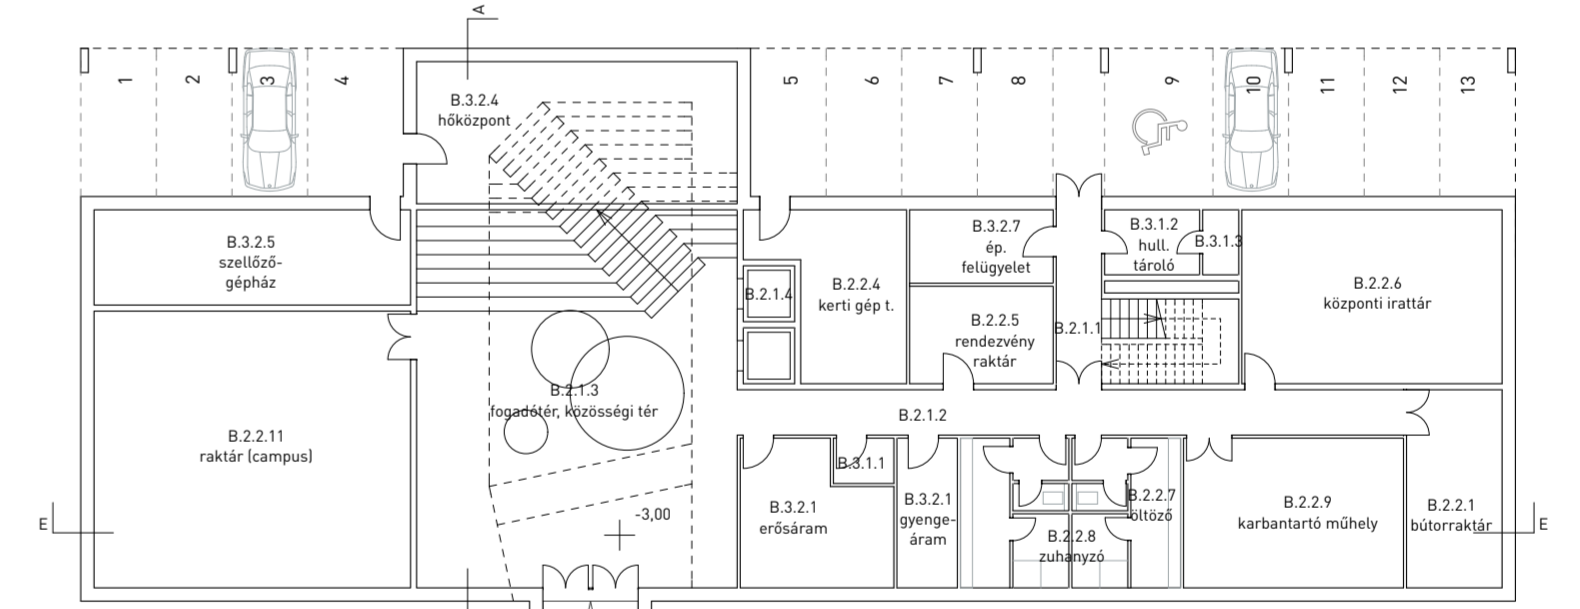 A
1
2
3
4
5
6
7
8
9
10
11
12
13
B.3.2.4
hőközpont
B.3.2.5
szellőző-
gépház
B.3.2.7
ép.
felügyelet
B.3.1.2
hull.
tároló
B.3.1.3
B.2.1.4
B.2.2.4
kerti gép t.
B.2.2.5
rendezvény
raktár
B.2.1.1
B.2.2.6
központi irattár
B.2.1.3
fogadótér, közösségi tér
B.2.1.2
B.2.2.11
raktár (campus)
B.3.1.1
B.3.2.1
erősáram
B.3.2.1
gyenge-
áram
B.2.2.7
öltöző
B.2.2.8
zuhanyzó
B.2.2.9
karbantartó műhely
B.2.2.1
bútorraktár
-3,00
E
E